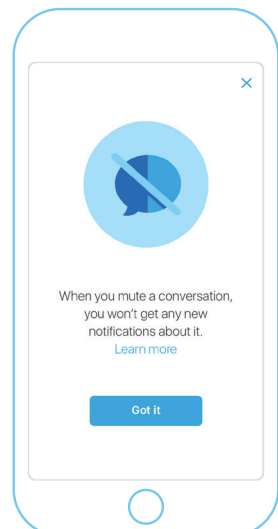 When you mute a conversation,
you won't get any new
notifications about it.
Learn more
Got it